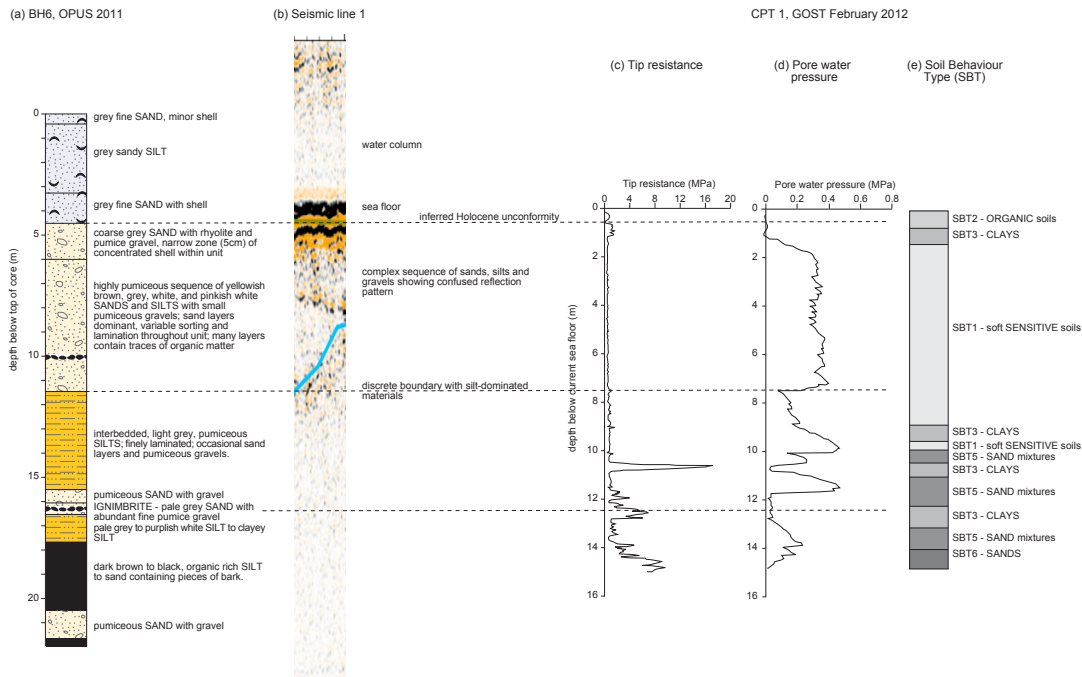 (a) BH6, OPUS 2011
(b) Seismic line 1
CPT 1, GOST February 2012
(c) Tip resistance
(d) Pore water
pressure
(e) Soil Behaviour
Type (SBT)
depth below top of core (m)
0
5
10
15
20
grey fine SAND, minor shell
grey sandy SILT
grey fine SAND with shell
coarse grey SAND with rhyolite and
pumice gravel, narrow zone (5cm) of
concentrated shell within unit
highly pumiceous sequence of yellowish
brown, grey, white, and pinkish white
SANDS and SILTS with small
pumiceous gravels; sand layers
dominant, variable sorting and
lamination throughout unit; many layers
contain traces of organic matter
interbedded, light grey, pumiceous
SILTS; finely laminated; occasional sand
layers and pumiceous gravels.
pumiceous SAND with gravel
IGNIMBRITE - pale grey SAND with
abundant fine pumice gravel
pale grey to purplish white SILT to clayey
SILT
dark brown to black, organic rich SILT
to sand containing pieces of bark.
pumiceous SAND with gravel
water column
sea floor
inferred Holocene unconformity
complex sequence of sands, silts and
gravels showing confused reflection
pattern
discrete boundary with silt-dominated
materials
depth below current sea floor (m)
Tip resistance (MPa)
0 4 8 12 16 20
0
2
4
6
8
10
12
14
16
Pore water pressure (MPa)
0 0.2 0.4 0.6 0.8
0
2
4
6
8
10
12
14
16
SBT2 - ORGANIC soils
SBT3 - CLAYS
SBT1 - soft SENSITIVE soils
SBT3 - CLAYS
SBT1 - soft SENSITIVE soils
SBT5 - SAND mixtures
SBT3 - CLAYS
SBT5 - SAND mixtures
SBT3 - CLAYS
SBT5 - SAND mixtures
SBT6 - SANDS